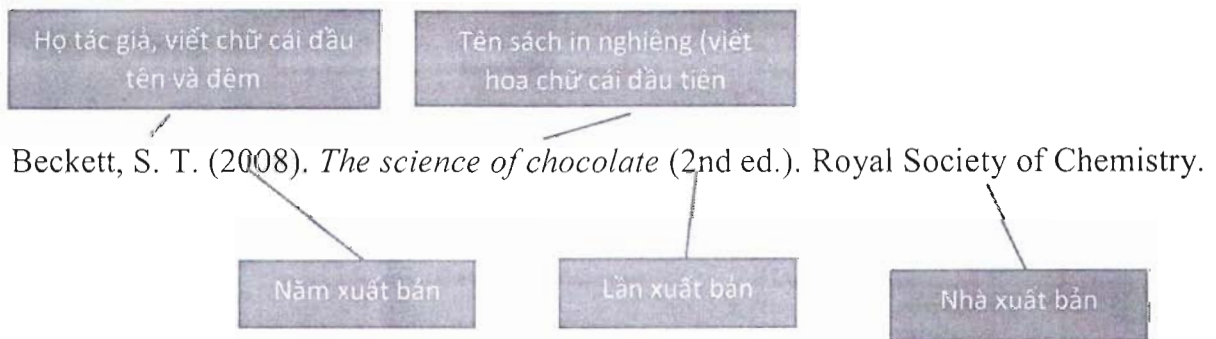 Họ tác giả, viết chữ cái đầu
tên và đệm
Tên sách in nghiêng (viết
hoa chữ cái đầu tiên
Beckett, S. T. (2008). The science of chocolate (2nd ed.). Royal Society of Chemistry.
Năm xuất bản
Lần xuất bản
Nhà xuất bản